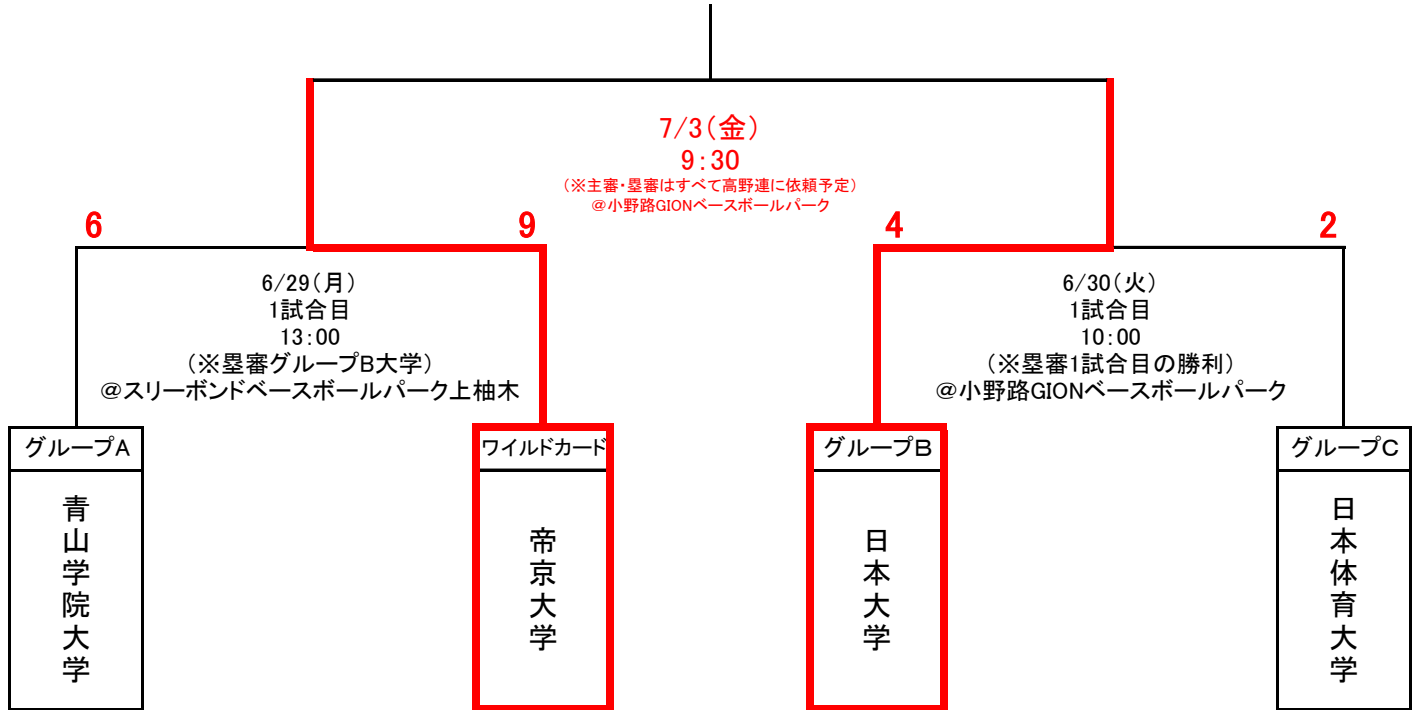 7/3(金)
9:30
(※主審・塁審はすべて高野連に依頼予定)
@小野路GIONベースボールパーク
6
9
4
2
6/29(月)
1試合目
13:00
(※塁審グループB大学)
@スリーボンドベースボールパーク上柚木
6/30(火)
1試合目
10:00
(※塁審1試合目の勝利)
@小野路GIONベースボールパーク
グループA
青山学院大学
ワイルドカード
帝京大学
グループB
日本大学
グループC
日本体育大学